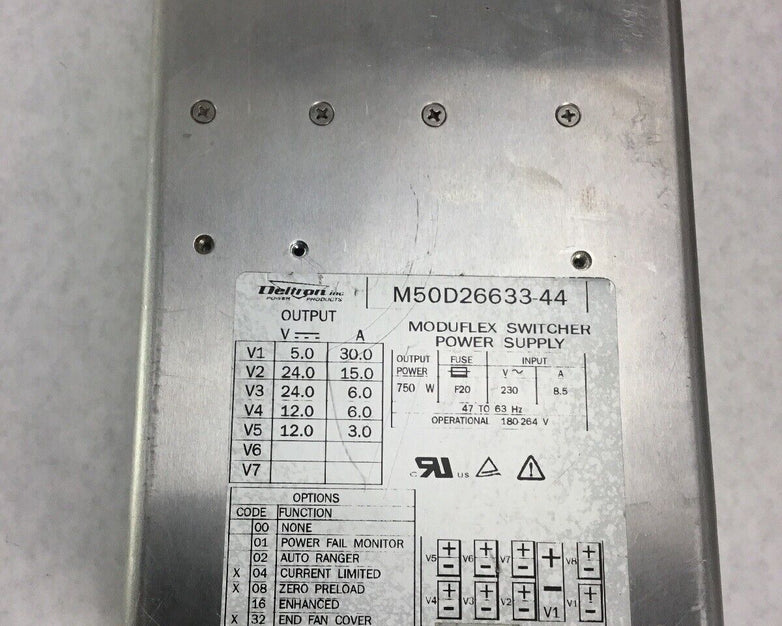 Deltron inc
POWER PRODUCTS
M50D26633-44
OUTPUT
V A
V1 5.0 30.0
V2 24.0 15.0
V3 24.0 6.0
V4 12.0 6.0
V5 12.0 3.0
V6
V7
MODUFLEX SWITCHER
POWER SUPPLY
OUTPUT POWER FUSE INPUT
V ~ A
750 W F20 230 8.5
47 TO 63 Hz
OPERATIONAL 180-264 V
c RU US
OPTIONS
CODE FUNCTION
00 NONE
01 POWER FAIL MONITOR
02 AUTO RANGER
X 04 CURRENT LIMITED
X 08 ZERO PRELOAD
16 ENHANCED
X 32 END FAN COVER
V5 + - V6 + - V7 + - + - V1 VH + -
V4 + - V3 + - V2 + - V1 + -